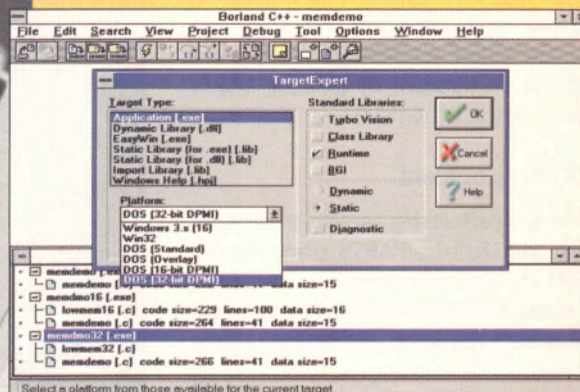 Borland C++ - memdemo
File Edit Search View Project Debug Tool Options Window Help
TargetExpert
Target Type:
Application [.exe]
Dynamic Library [.dll]
EasyWin [.exe]
Static Library (for .exe) [.lib]
Static Library (for .dll) [.lib]
Import Library [.lib]
Windows Help [.hpj]
Platform:
DOS (32-bit DPMI)
Windows 3.x (16)
Win32
DOS (Standard)
DOS (Overlay)
DOS (16-bit DPMI)
DOS (32-bit DPMI)
Standard Libraries:
Turbo Vision
Class Library
Runtime
BGI
Dynamic
Static
Diagnostic
OK
Cancel
Help
memdemo
memdemo data size=15
memdmo16 [.exe]
lowmem16 [.c] code size=229 lines=100 data size=16
memdemo [.c] code size=264 lines=41 data size=15
memdmo32 [.exe]
lowmem32 [.c]
memdemo [.c] code size=266 lines=41 data size=15
Select a platform from those available for the current target